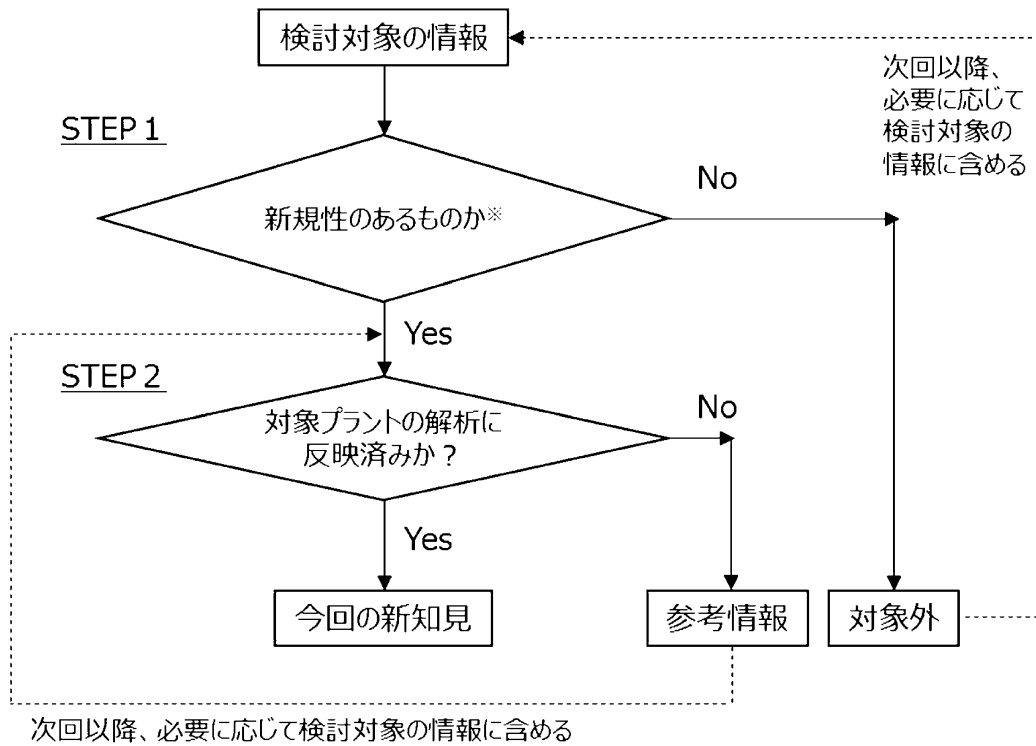 検討対象の情報
次回以降、
必要に応じて
検討対象の
情報に含める
STEP 1
No
新規性のあるものか※
Yes
STEP 2
No
対象プラントの解析に
反映済みか？
Yes
今回の新知見
参考情報
対象外
次回以降、必要に応じて検討対象の情報に含める